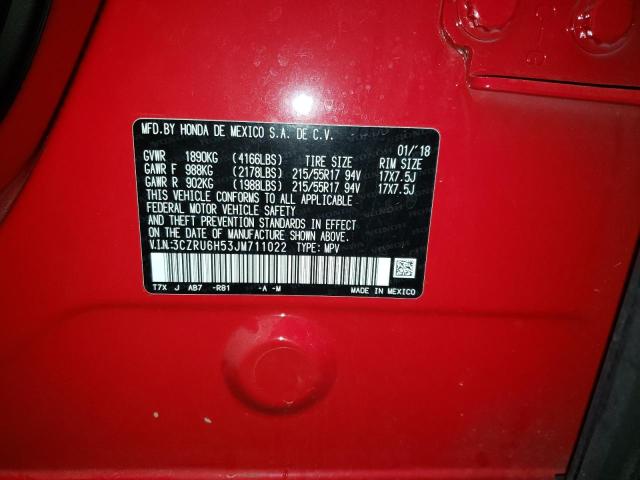 MFD.BY HONDA DE MEXICO S.A. DE C.V.
01/'18
GVWR 1890KG (4166LBS) TIRE SIZE RIM SIZE
GAWR F 988KG (2178LBS) 215/55R17 94V 17X7.5J
GAWR R 902KG (1988LBS) 215/55R17 94V 17X7.5J
THIS VEHICLE CONFORMS TO ALL APPLICABLE
FEDERAL MOTOR VEHICLE SAFETY
AND THEFT PREVENTION STANDARDS IN EFFECT
ON THE DATE OF MANUFACTURE SHOWN ABOVE.
V.I.N.:3CZRU6H53JM711022 TYPE: MPV
T7X J AB7 -R81 -A -M MADE IN MEXICO